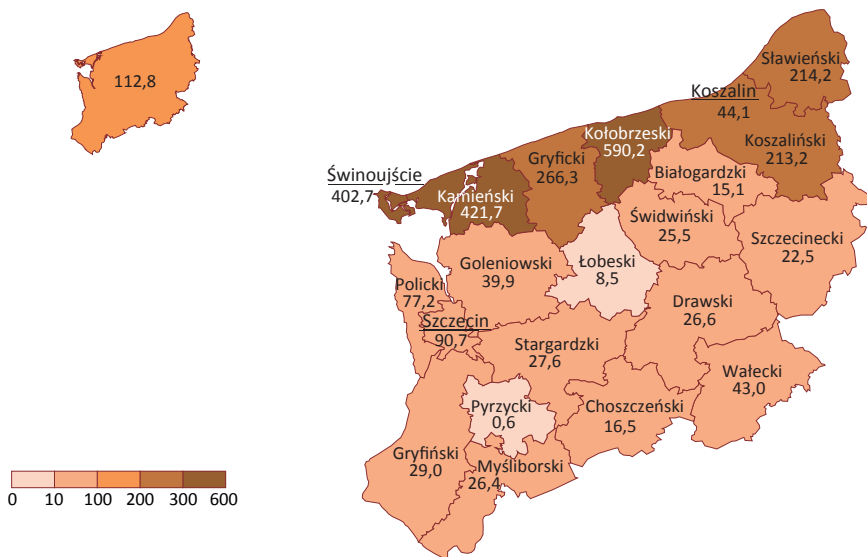 112,8
Sławieński
214,2
Koszalin
44,1
Kołobrzeski
590,2
Koszaliński
213,2
Gryficki
266,3
Białogardzki
15,1
Świnoujście
402,7
Kamieński
421,7
Świdwiński
25,5
Szczecinecki
22,5
Łobeski
8,5
Goleniowski
39,9
Policki
77,2
Drawski
26,6
Szczecin
90,7
Stargardzki
27,6
Wałecki
43,0
Pyrzycki
0,6
Choszczeński
16,5
Gryfiński
29,0
Myśliborski
26,4
0 10 100 200 300 600